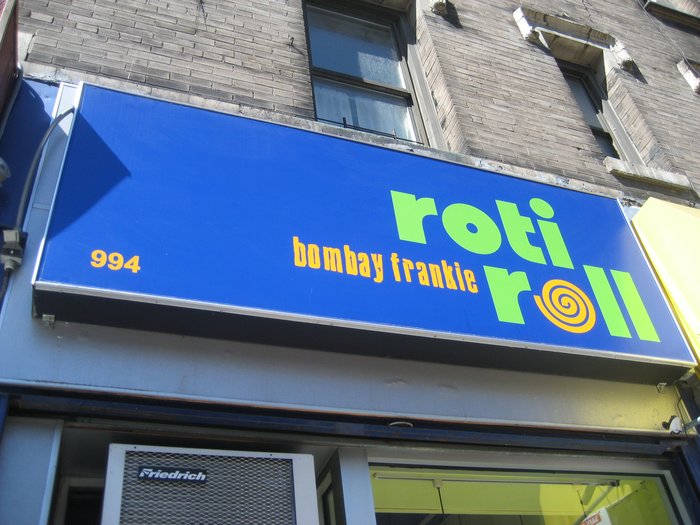 roti
bombay frankie roll
994
Friedrich